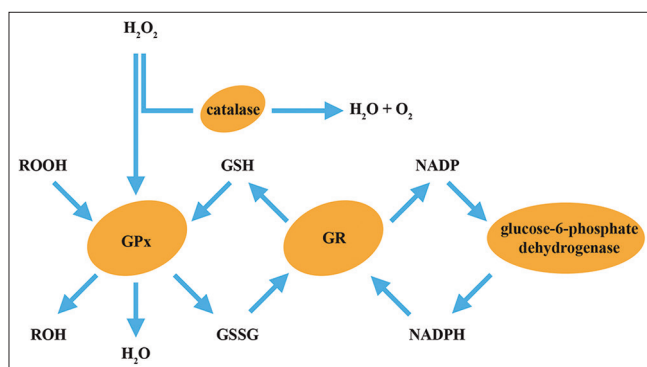 H₂O₂
catalase
H₂O + O₂
ROOH
GSH
NADP
GPx
GR
glucose-6-phosphate
dehydrogenase
ROH
H₂O
GSSG
NADPH